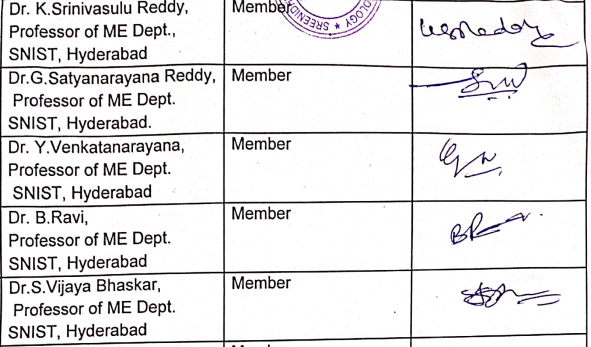 Dr. K.Srinivasulu Reddy,
Professor of ME Dept.,
SNIST, Hyderabad
Member
OLOGY ★ SREENIDH
Dr.G.Satyanarayana Reddy,
Professor of ME Dept.
SNIST, Hyderabad.
Member
Dr. Y.Venkatanarayana,
Professor of ME Dept.
SNIST, Hyderabad
Member
Dr. B.Ravi,
Professor of ME Dept.
SNIST, Hyderabad
Member
Dr.S.Vijaya Bhaskar,
Professor of ME Dept.
SNIST, Hyderabad
Member